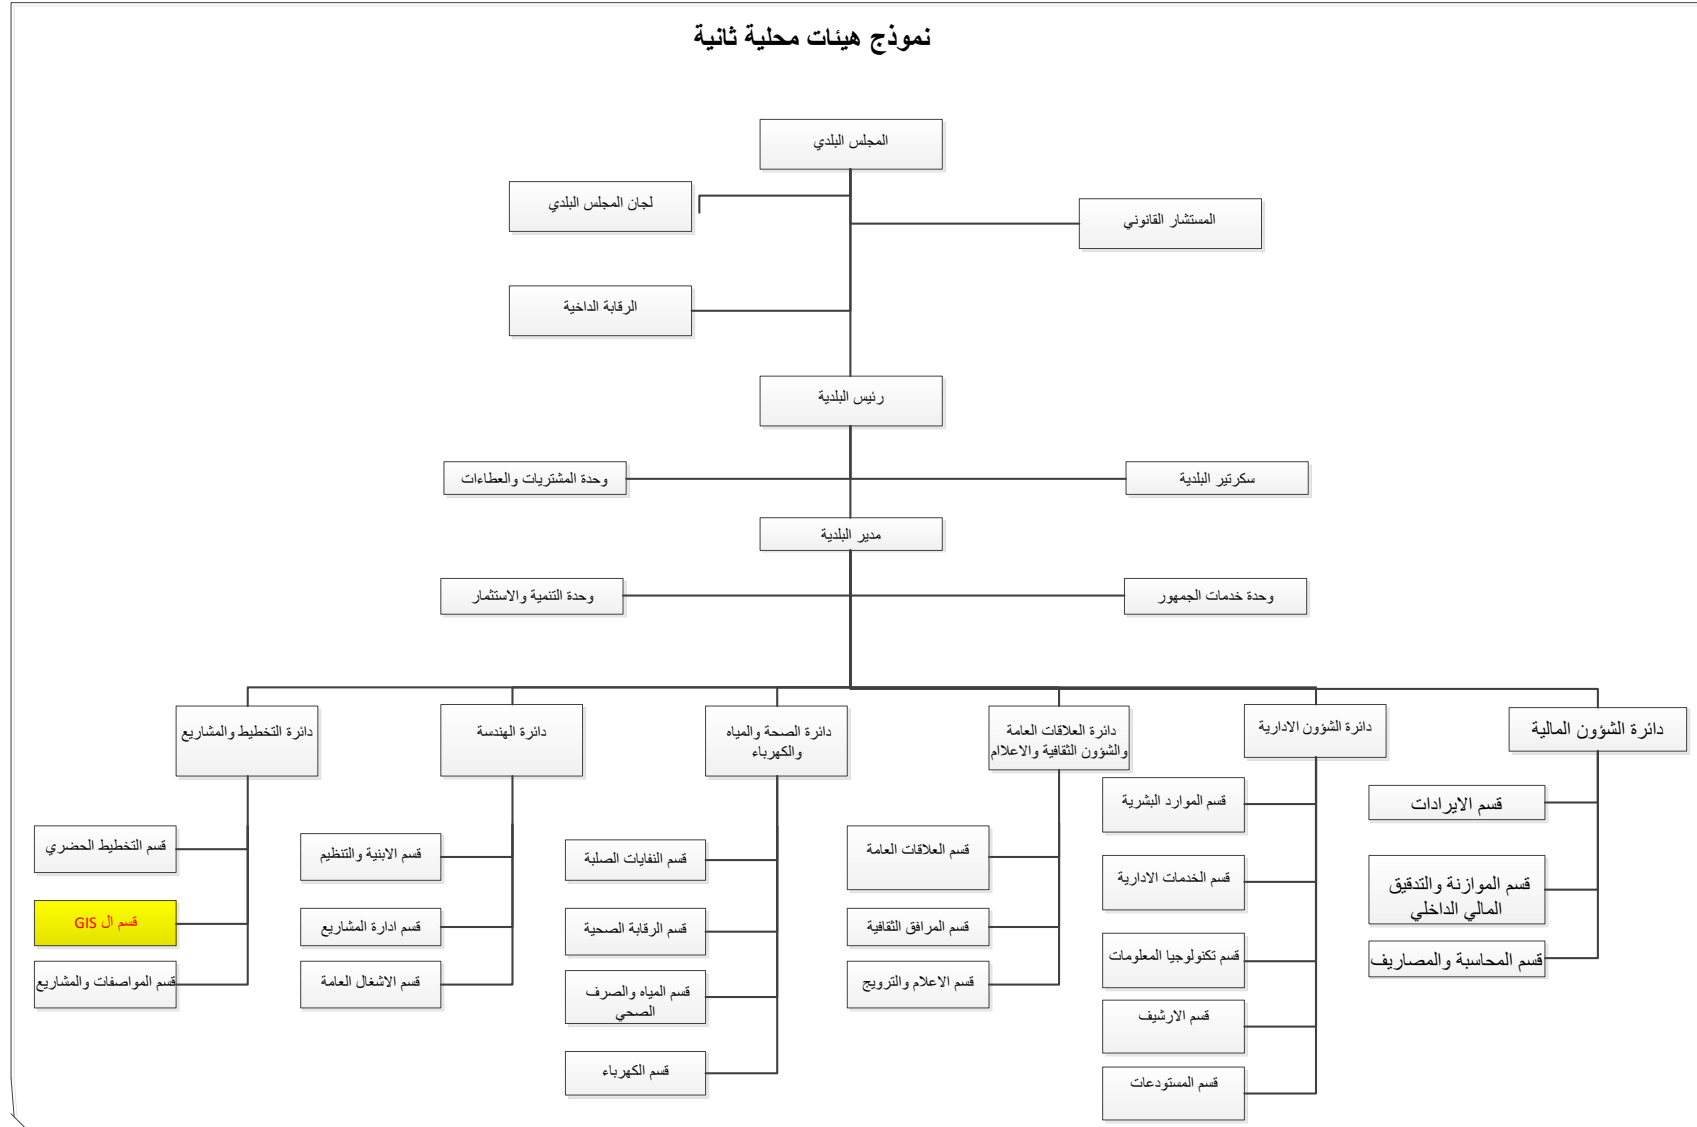 نموذج هيئات محلية ثانية
المجلس البلدي
لجان المجلس البلدي
المستشار القانوني
الرقابة الداخية
رئيس البلدية
سكرتير البلدية
وحدة المشتريات والعطاءات
مدير البلدية
وحدة خدمات الجمهور
وحدة التنمية والاستثمار
دائرة الشؤون المالية
قسم الايرادات
قسم الموازنة والتدقيق
المالي الداخلي
قسم المحاسبة والمصاريف
دائرة الشؤون الادارية
قسم الموارد البشرية
قسم الخدمات الادارية
قسم تكنولوجيا المعلومات
قسم الارشيف
قسم المستودعات
دائرة العلاقات العامة
والشؤون الثقافية والاعلاام
قسم العلاقات العامة
قسم المرافق الثقافية
قسم الاعلام والترويج
دائرة الصحة والمياه
والكهرباء
قسم النفايات الصلبة
قسم الرقابة الصحية
قسم المياه والصرف
الصحي
قسم الكهرباء
دائرة الهندسة
قسم الابنية والتنظيم
قسم ادارة المشاريع
قسم الاشغال العامة
دائرة التخطيط والمشاريع
قسم التخطيط الحضري
قسم ال GIS
قسم المواصفات والمشاريع